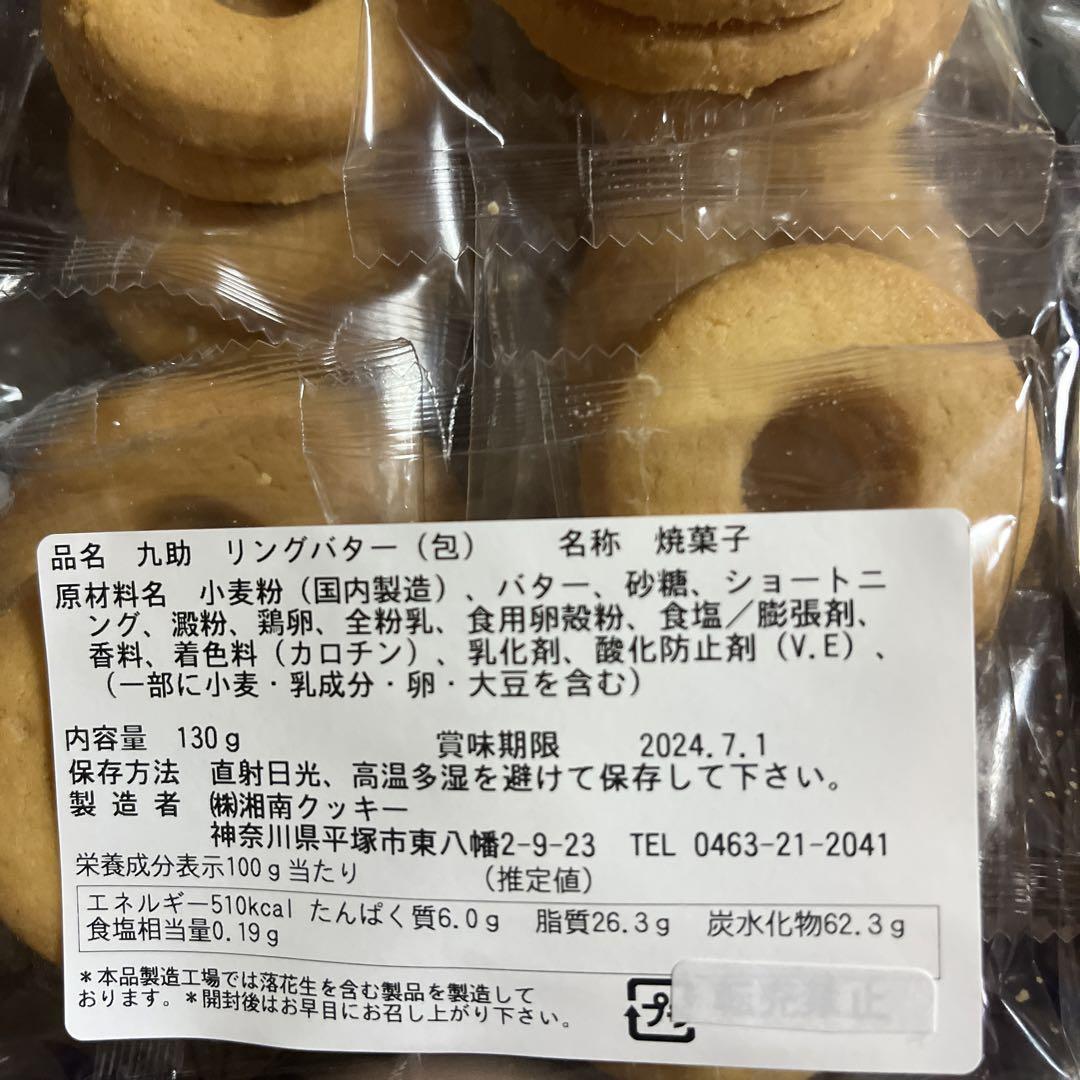 品名 九助 リングバター（包） 名称 焼菓子
原材料名 小麦粉（国内製造）、バター、砂糖、ショートニ
ング、澱粉、鶏卵、全粉乳、食用卵殻粉、食塩／膨張剤、
香料、着色料（カロチン）、乳化剤、酸化防止剤（V.E）、
（一部に小麦・乳成分・卵・大豆を含む）
内容量 130g 賞味期限 2024.7.1
保存方法 直射日光、高温多湿を避けて保存して下さい。
製造者 ㈱湘南クッキー
神奈川県平塚市東八幡2-9-23 TEL 0463-21-2041
栄養成分表示100g当たり （推定値）
エネルギー510kcal たんぱく質6.0g 脂質26.3g 炭水化物62.3g
食塩相当量0.19g
＊本品製造工場では落花生を含む製品を製造して
おります。＊開封後はお早目にお召し上がり下さい。
プラ